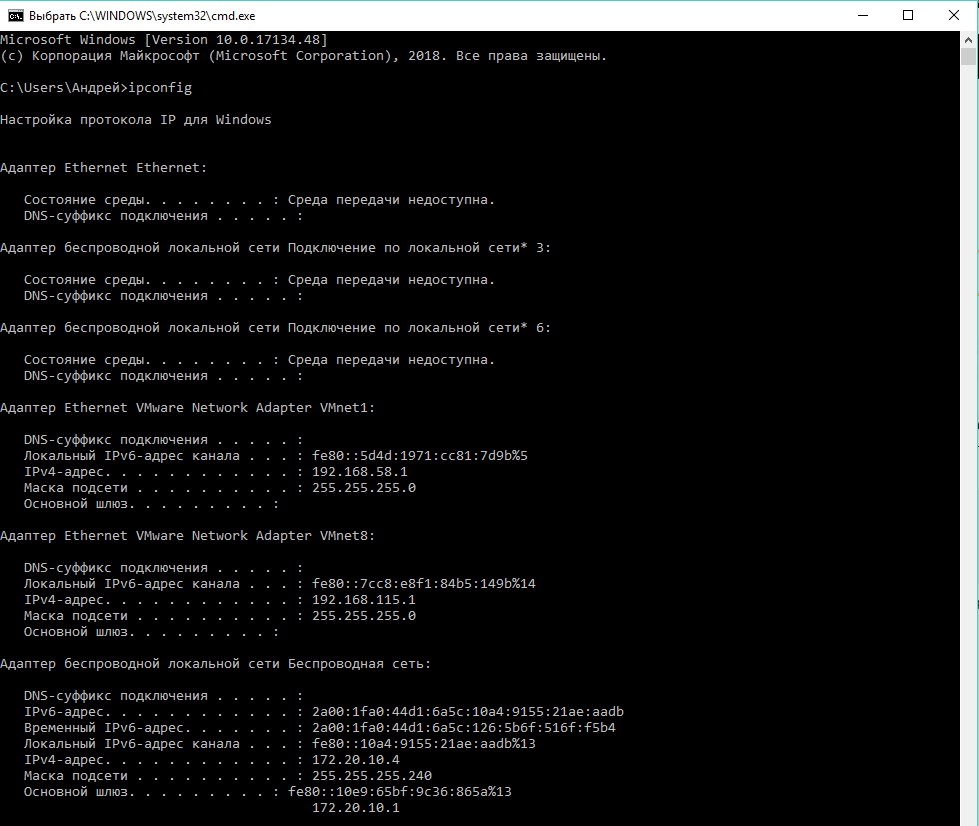 Выбрать C:\WINDOWS\system32\cmd.exe
Microsoft Windows [Version 10.0.17134.48]
(c) Корпорация Майкрософт (Microsoft Corporation), 2018. Все права защищены.
C:\Users\Андрей>ipconfig
Настройка протокола IP для Windows
Адаптер Ethernet Ethernet:
Состояние среды. . . . . . . . : Среда передачи недоступна.
DNS-суффикс подключения . . . . . :
Адаптер беспроводной локальной сети Подключение по локальной сети* 3:
Состояние среды. . . . . . . . : Среда передачи недоступна.
DNS-суффикс подключения . . . . . :
Адаптер беспроводной локальной сети Подключение по локальной сети* 6:
Состояние среды. . . . . . . . : Среда передачи недоступна.
DNS-суффикс подключения . . . . . :
Адаптер Ethernet VMware Network Adapter VMnet1:
DNS-суффикс подключения . . . . . :
Локальный IPv6-адрес канала . . . : fe80::5d4d:1971:cc81:7d9b%5
IPv4-адрес. . . . . . . . . . . . : 192.168.58.1
Маска подсети . . . . . . . . . . : 255.255.255.0
Основной шлюз. . . . . . . . . :
Адаптер Ethernet VMware Network Adapter VMnet8:
DNS-суффикс подключения . . . . . :
Локальный IPv6-адрес канала . . . : fe80::7cc8:e8f1:84b5:149b%14
IPv4-адрес. . . . . . . . . . . . : 192.168.115.1
Маска подсети . . . . . . . . . . : 255.255.255.0
Основной шлюз. . . . . . . . . :
Адаптер беспроводной локальной сети Беспроводная сеть:
DNS-суффикс подключения . . . . . :
IPv6-адрес. . . . . . . . . . . . : 2a00:1fa0:44d1:6a5c:10a4:9155:21ae:aadb
Временный IPv6-адрес. . . . . . . : 2a00:1fa0:44d1:6a5c:126:5b6f:516f:f5b4
Локальный IPv6-адрес канала . . . : fe80::10a4:9155:21ae:aadb%13
IPv4-адрес. . . . . . . . . . . . : 172.20.10.4
Маска подсети . . . . . . . . . . : 255.255.255.240
Основной шлюз. . . . . . . . . : fe80::10e9:65bf:9c36:865a%13
172.20.10.1